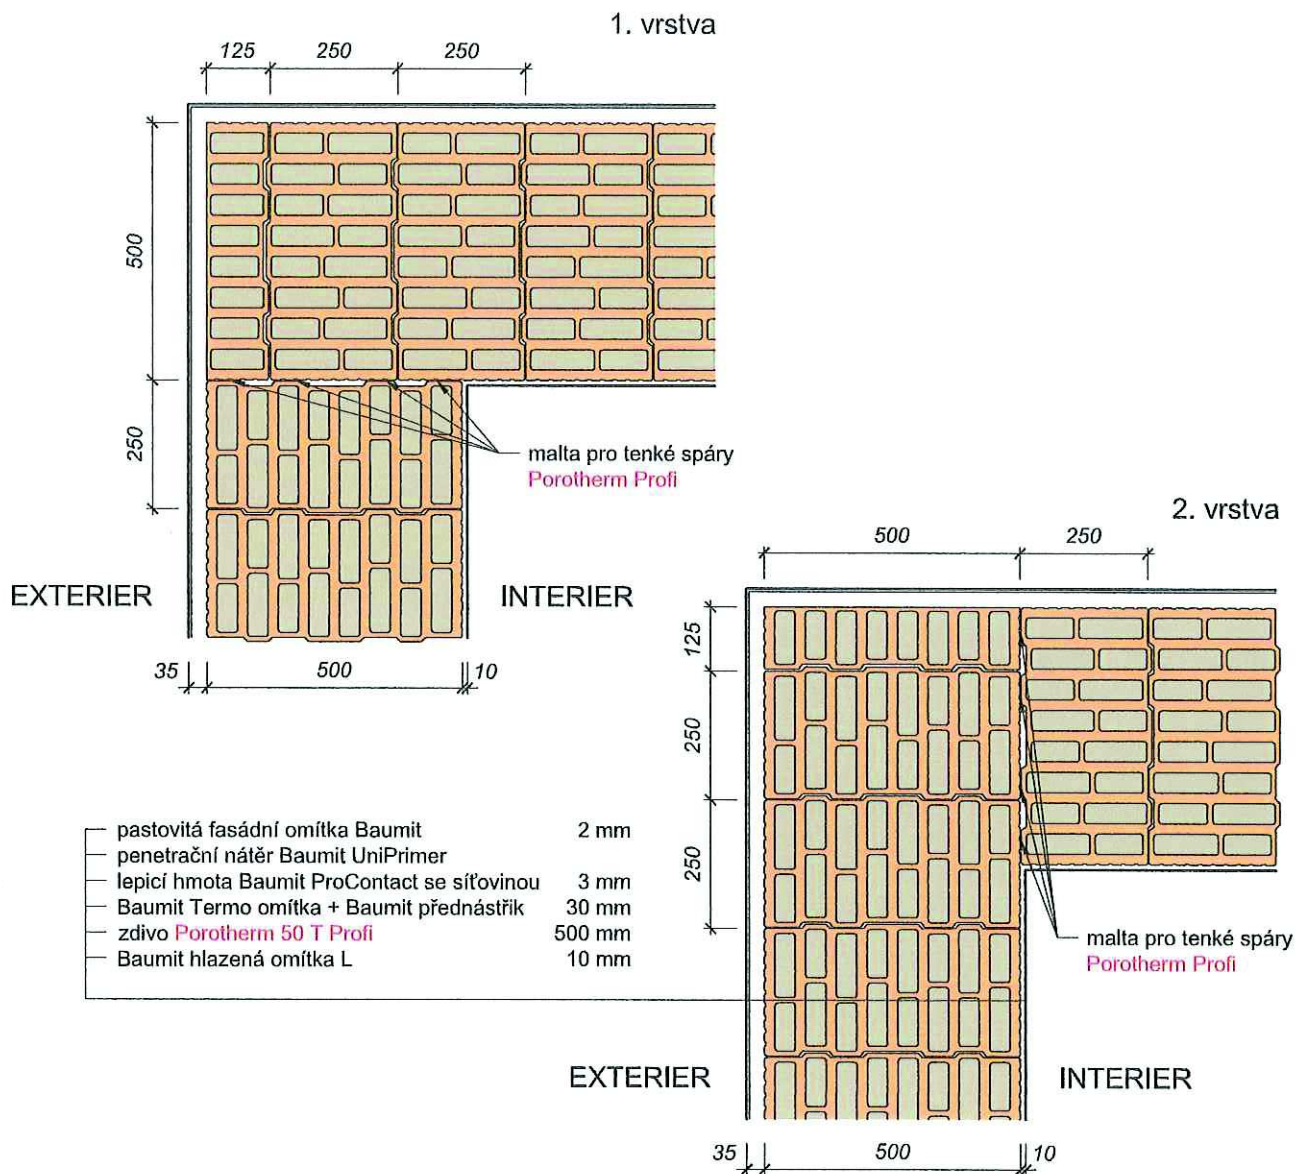 1. vrstva
125 250 250
500
250
malta pro tenké spáry
Porotherm Profi
EXTERIER
INTERIER
35 500 10
2. vrstva
500 250
125
250
250
pastovitá fasádní omítka Baumit 2 mm
penetrační nátěr Baumit UniPrimer
lepicí hmota Baumit ProContact se síťovinou 3 mm
Baumit Termo omítka + Baumit přednástřik 30 mm
zdivo Porotherm 50 T Profi 500 mm
Baumit hlazená omítka L 10 mm
malta pro tenké spáry
Porotherm Profi
EXTERIER
INTERIER
35 500 10